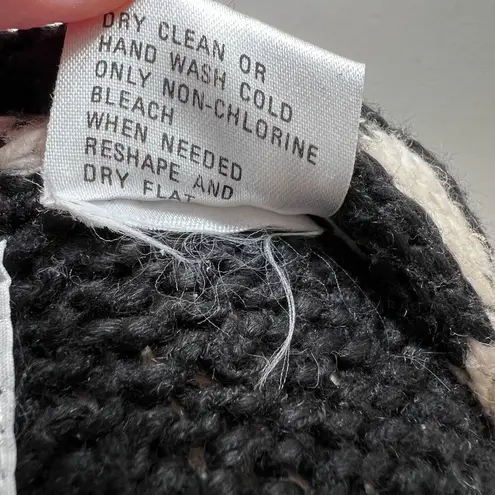 DRY CLEAN OR
HAND WASH COLD
ONLY NON-CHLORINE
BLEACH
WHEN NEEDED
RESHAPE AND
DRY FLAT